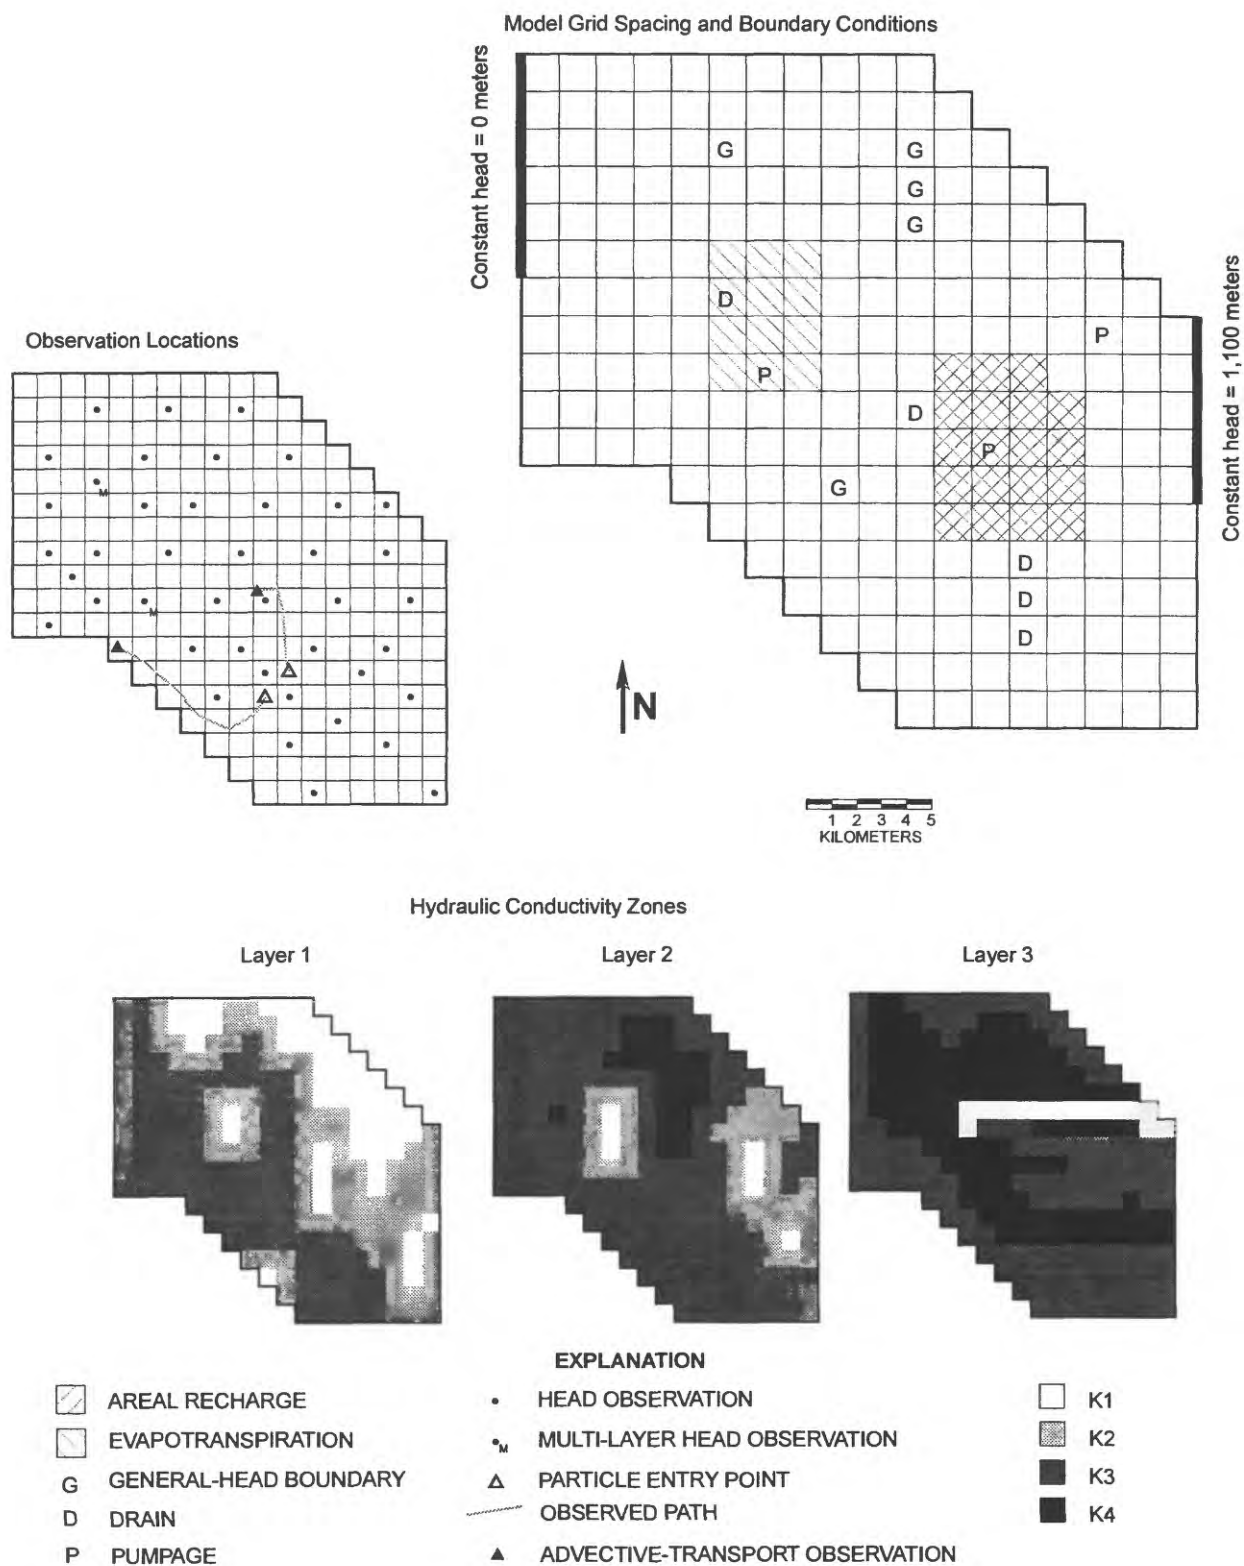 Model Grid Spacing and Boundary Conditions
Constant head = 0 meters
G
G
G
G
D
P
P
D
P
G
D
D
D
Constant head = 1,100 meters
Observation Locations
M
M
N
1 2 3 4 5
KILOMETERS
Hydraulic Conductivity Zones
Layer 1
Layer 2
Layer 3
EXPLANATION
AREAL RECHARGE
EVAPOTRANSPIRATION
G GENERAL-HEAD BOUNDARY
D DRAIN
P PUMPAGE
HEAD OBSERVATION
M MULTI-LAYER HEAD OBSERVATION
PARTICLE ENTRY POINT
OBSERVED PATH
ADVECTIVE-TRANSPORT OBSERVATION
K1
K2
K3
K4